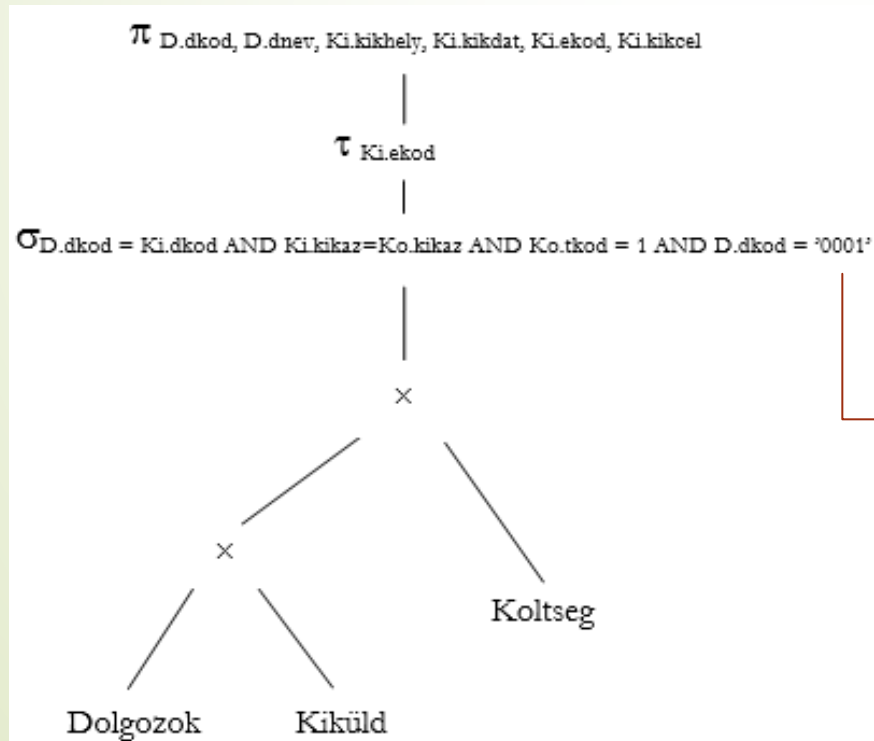 π D.dkod, D.dnev, Ki.kikhely, Ki.kikdat, Ki.ekod, Ki.kikcel
τ Ki.ekod
σ D.dkod = Ki.dkod AND Ki.kikaz=Ko.kikaz AND Ko.tkod = 1 AND D.dkod = '0001'
×
×
Koltseg
Dolgozok Kiküld